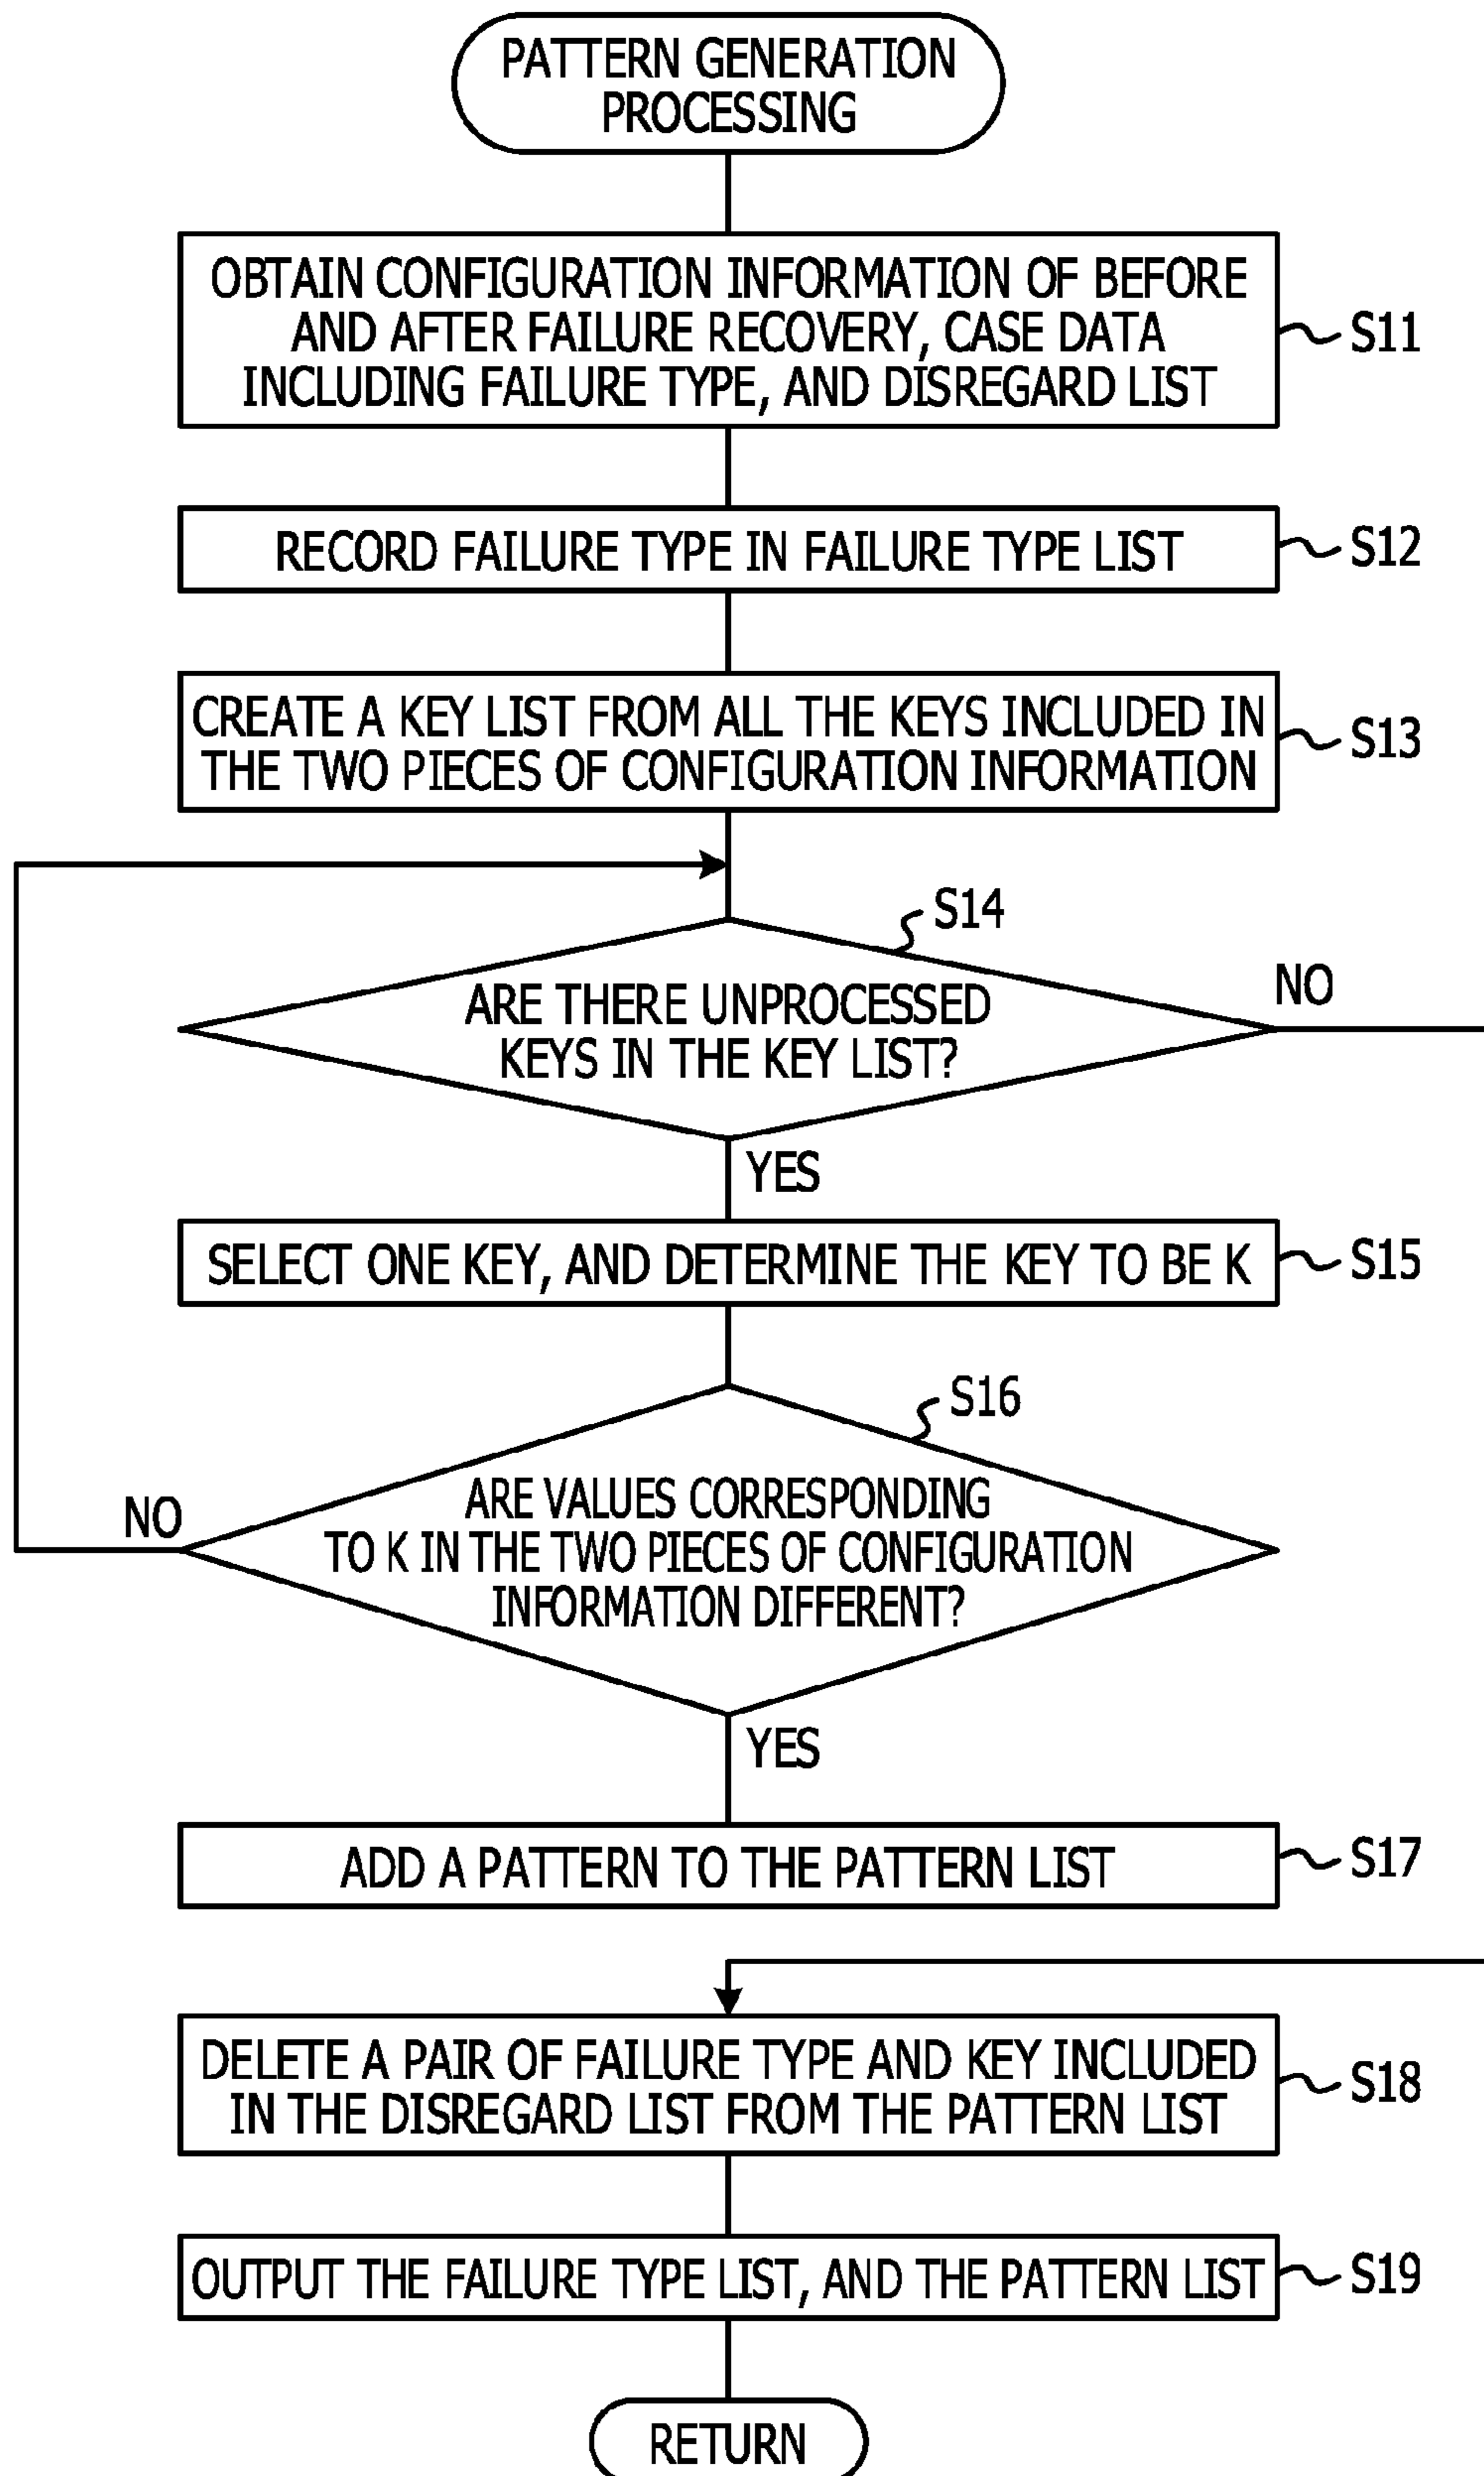 PATTERN GENERATION
PROCESSING
OBTAIN CONFIGURATION INFORMATION OF BEFORE
AND AFTER FAILURE RECOVERY, CASE DATA
INCLUDING FAILURE TYPE, AND DISREGARD LIST
S11
RECORD FAILURE TYPE IN FAILURE TYPE LIST
S12
CREATE A KEY LIST FROM ALL THE KEYS INCLUDED IN
THE TWO PIECES OF CONFIGURATION INFORMATION
S13
S14
ARE THERE UNPROCESSED
KEYS IN THE KEY LIST?
NO
YES
SELECT ONE KEY, AND DETERMINE THE KEY TO BE K
S15
S16
ARE VALUES CORRESPONDING
TO K IN THE TWO PIECES OF CONFIGURATION
INFORMATION DIFFERENT?
NO
YES
ADD A PATTERN TO THE PATTERN LIST
S17
DELETE A PAIR OF FAILURE TYPE AND KEY INCLUDED
IN THE DISREGARD LIST FROM THE PATTERN LIST
S18
OUTPUT THE FAILURE TYPE LIST, AND THE PATTERN LIST
S19
RETURN